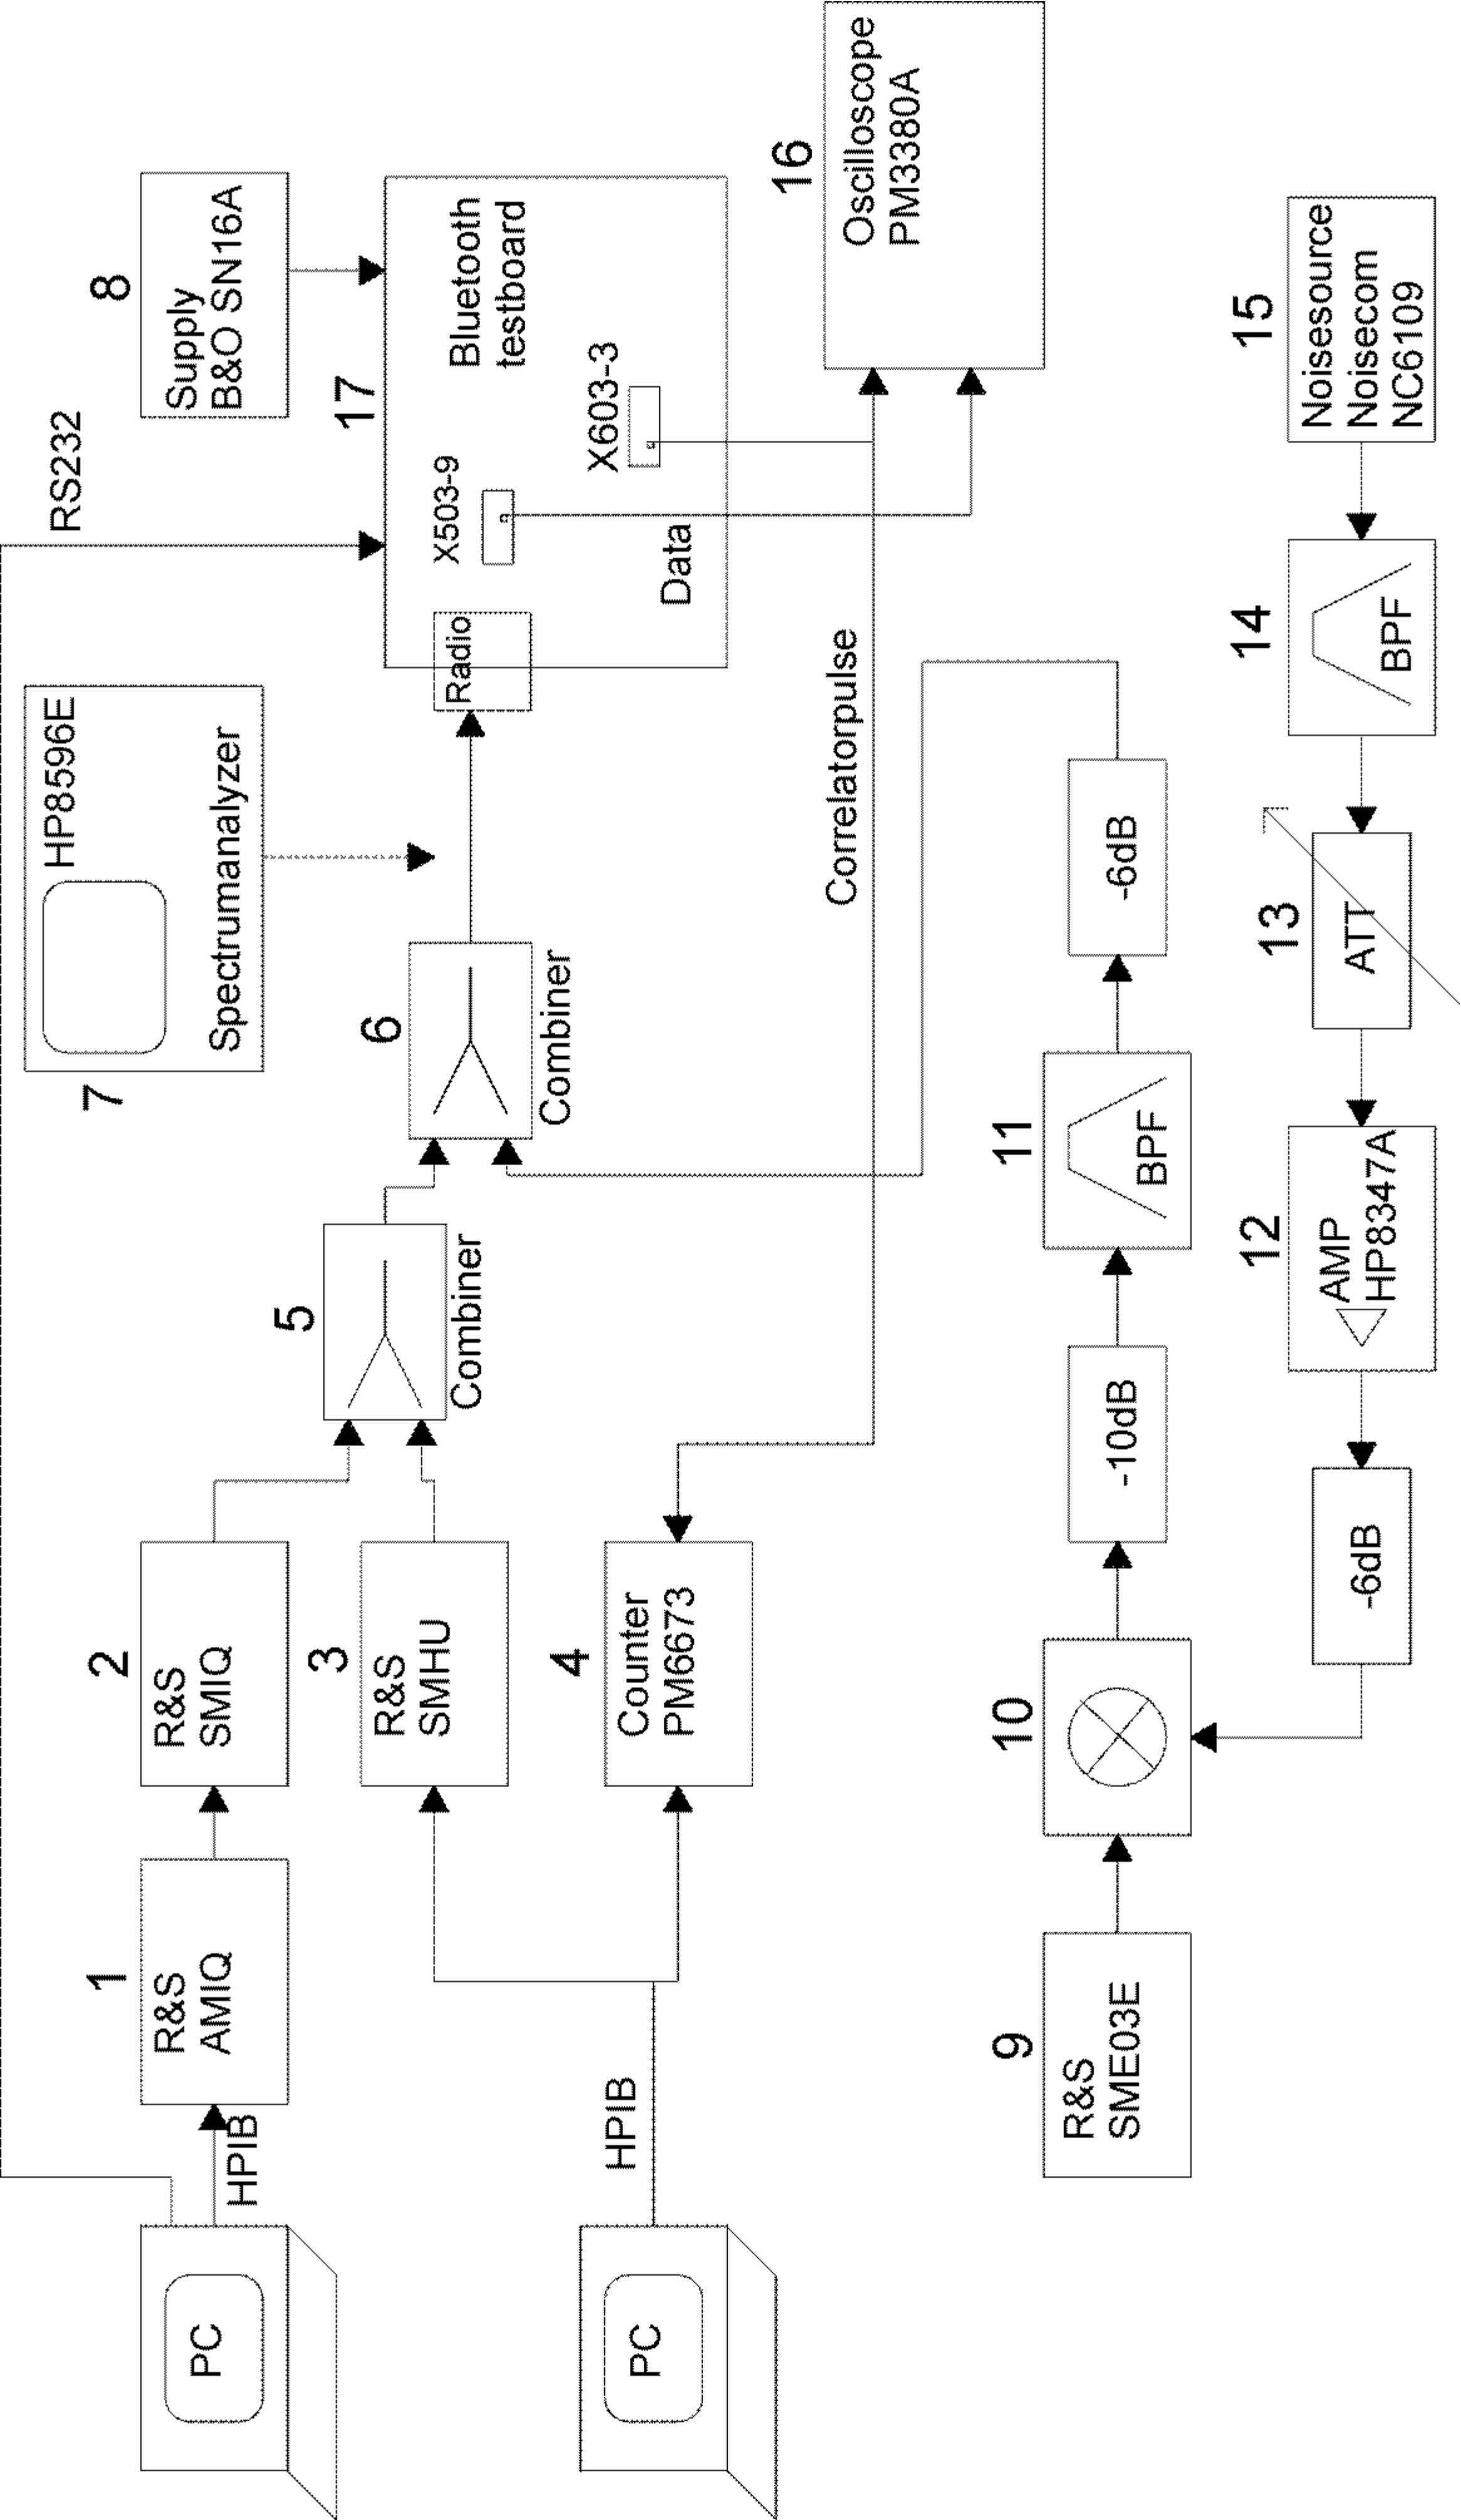 RS232
7
HP8596E
Spectrumanalyzer
8
Supply
B&O SN16A
PC
HPIB
1
R&S
AMIQ
2
R&S
SMIQ
5
Combiner
6
Combiner
17
Radio
X503-9
Bluetooth
testboard
X603-3
Data
3
R&S
SMHU
PC
HPIB
4
Counter
PM6673
Correlatorpulse
16
Oscilloscope
PM3380A
9
R&S
SME03E
10
-10dB
11
BPF
-6dB
-6dB
12
AMP
HP8347A
13
ATT
14
BPF
15
Noisesource
Noisecom
NC6109